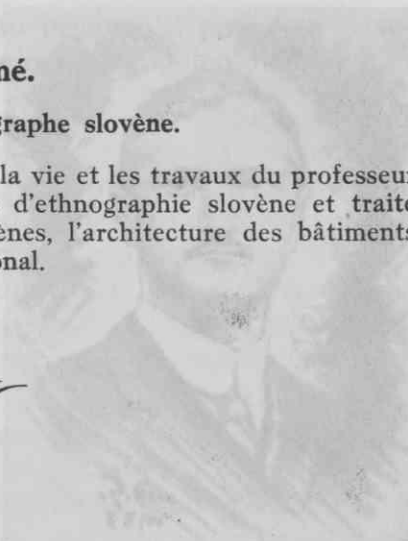 né.
graphe slovène.
la vie et les travaux du professeur
d'ethnographie slovène et traite
ènes, l'architecture des bâtiments
onal.